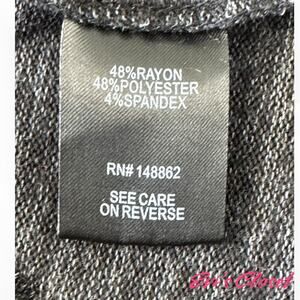 48%RAYON
48%POLYESTER
4%SPANDEX
RN# 148862
SEE CARE
ON REVERSE